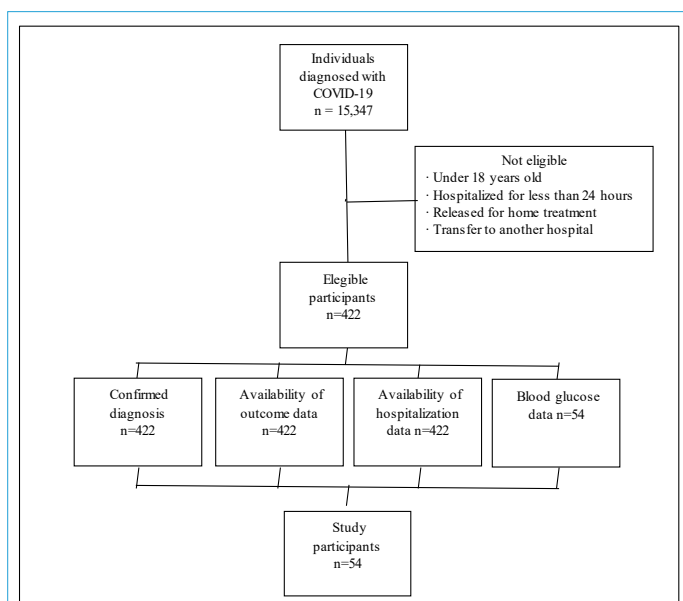 Individuals
diagnosed with
COVID-19
n = 15,347
Not eligible
· Under 18 years old
· Hospitalized for less than 24 hours
· Released for home treatment
· Transfer to another hospital
Elegible
participants
n=422
Confirmed
diagnosis
n=422
Availability of
outcome data
n=422
Availability of
hospitalization
data n=422
Blood glucose
data n=54
Study
participants
n=54